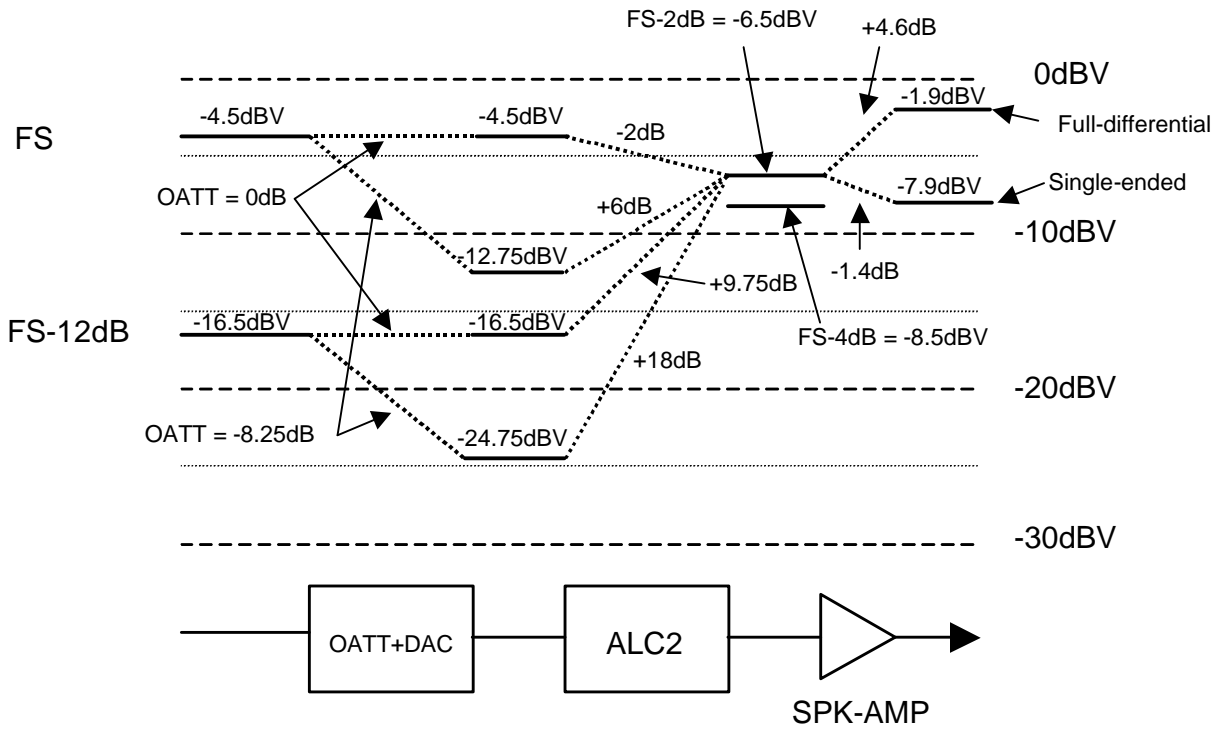 FS-2dB = -6.5dBV
+4.6dB
0dBV
-4.5dBV
-4.5dBV
-1.9dBV
FS
-2dB
Full-differential
OATT = 0dB
-7.9dBV
Single-ended
+6dB
-10dBV
-12.75dBV
-1.4dB
+9.75dB
-16.5dBV
-16.5dBV
FS-12dB
FS-4dB = -8.5dBV
+18dB
-20dBV
OATT = -8.25dB
-24.75dBV
-30dBV
OATT+DAC
ALC2
SPK-AMP